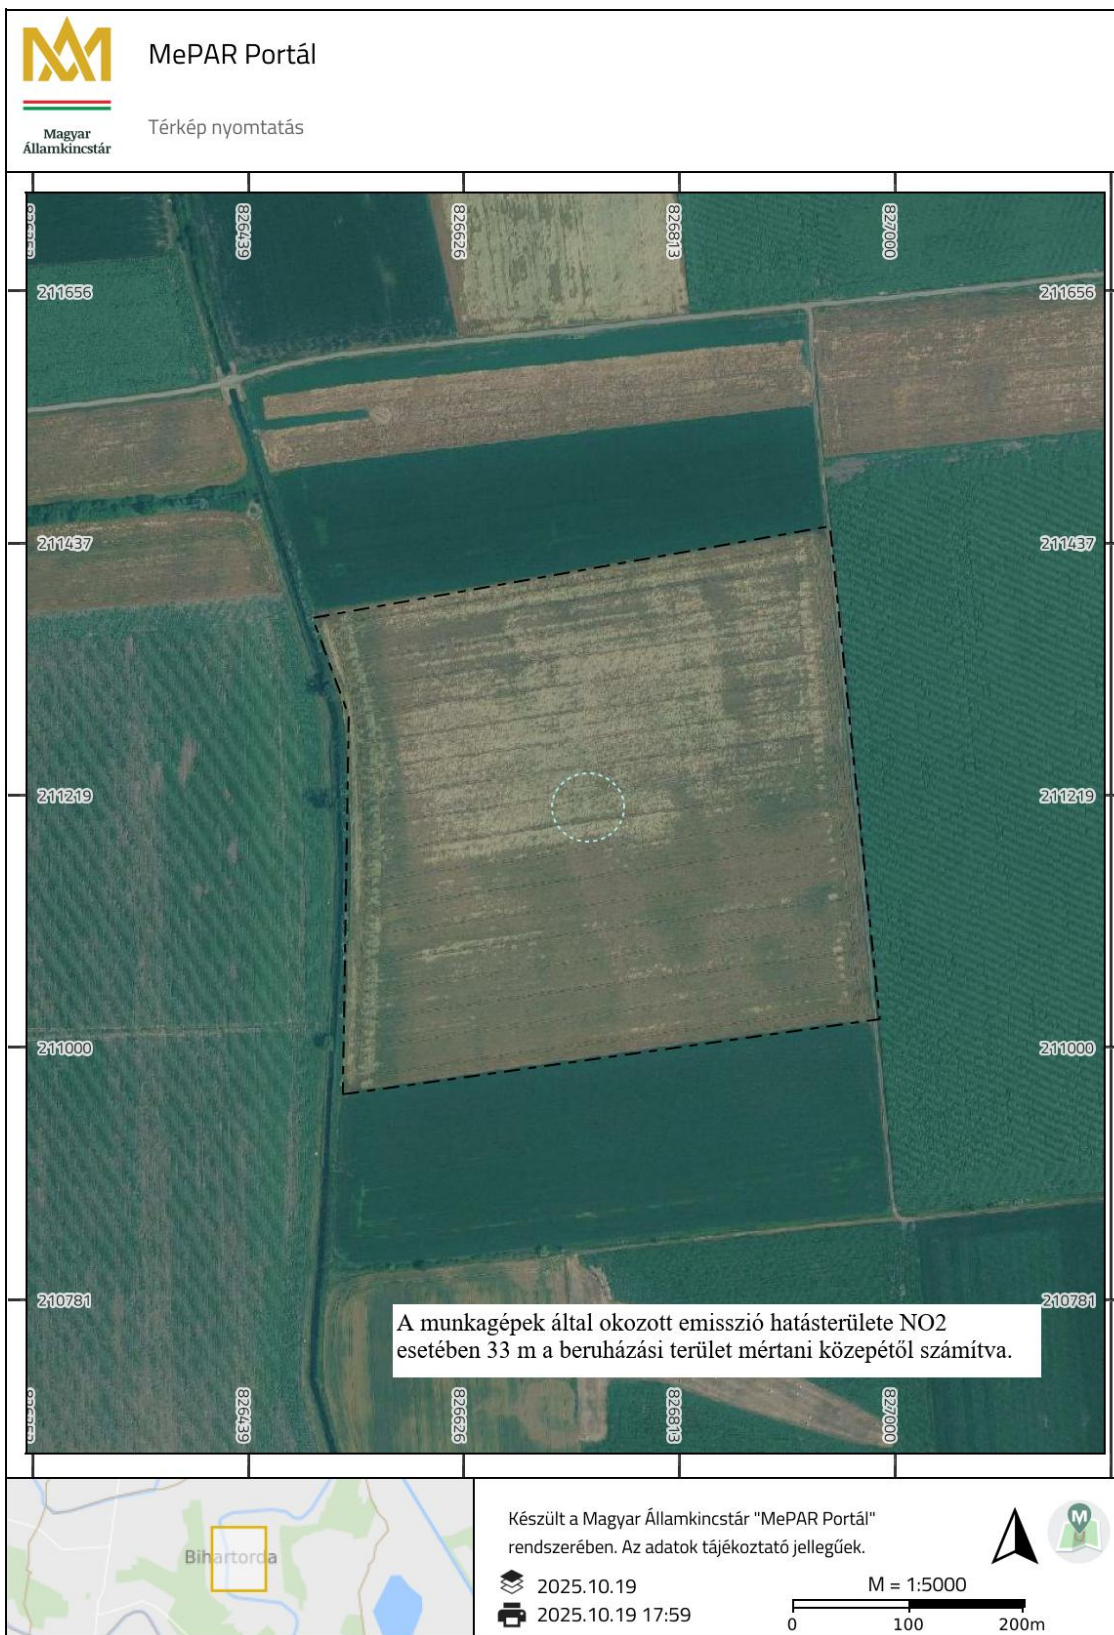 MePAR Portál
Térkép nyomtatás
Magyar
Államkincstár
826439
826626
826813
827000
211656
211656
211437
211437
211219
211219
211000
211000
210781
210781
A munkagépek által okozott emisszió hatásterülete NO2
esetében 33 m a beruházási terület mértani közepétől számítva.
826439
826626
826813
827000
Bihartorda
Készült a Magyar Államkincstár "MePAR Portál"
rendszerében. Az adatok tájékoztató jellegűek.
M
2025.10.19
2025.10.19 17:59
M = 1:5000
0 100 200m